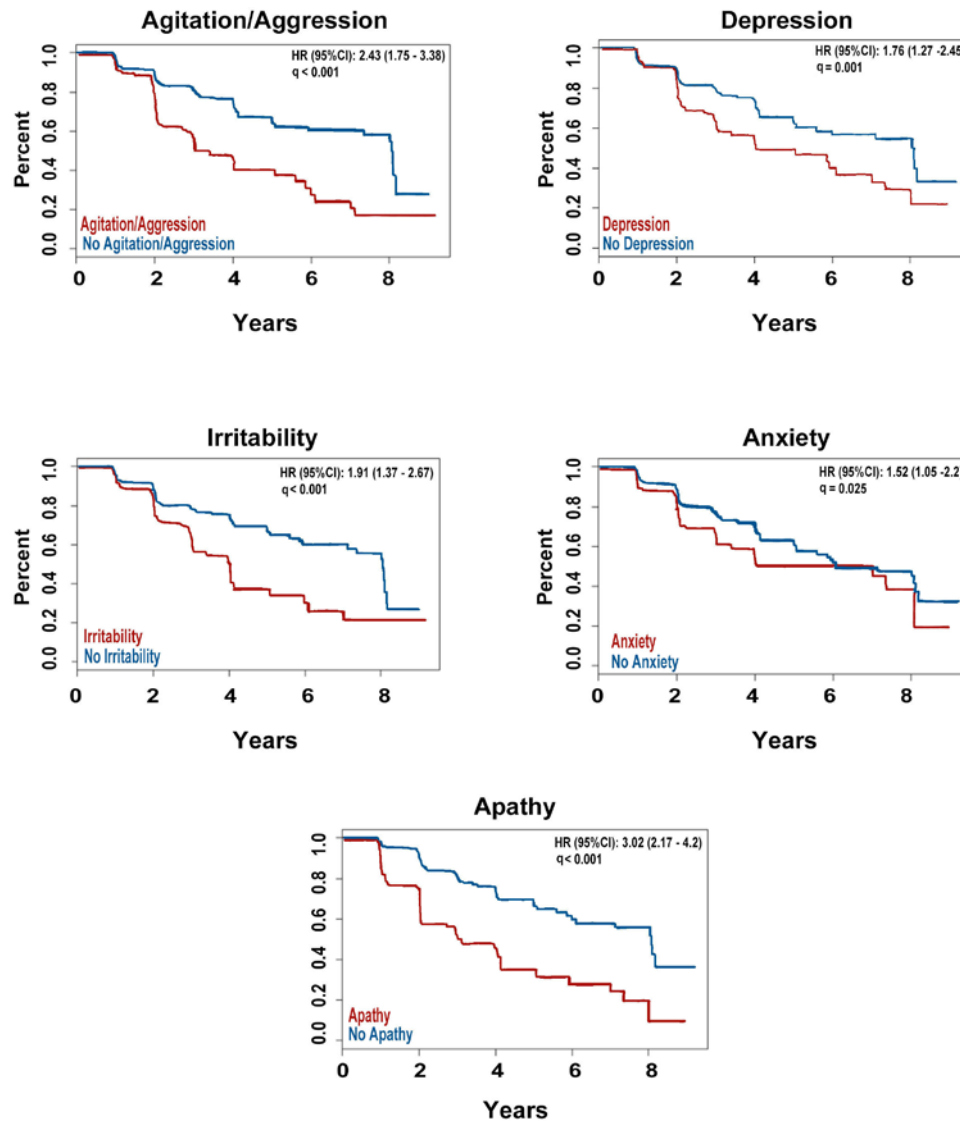 Agitation/Aggression
HR (95%CI): 2.43 (1.75 - 3.38)
q < 0.001
Percent
1.0
0.8
0.6
0.4
0.2
0.0
Agitation/Aggression
No Agitation/Aggression
0 2 4 6 8
Years
Depression
HR (95%CI): 1.76 (1.27 -2.45
q = 0.001
Percent
1.0
0.8
0.6
0.4
0.2
0.0
Depression
No Depression
0 2 4 6 8
Years
Irritability
HR (95%CI): 1.91 (1.37 - 2.67)
q < 0.001
Percent
1.0
0.8
0.6
0.4
0.2
0.0
Irritability
No Irritability
0 2 4 6 8
Years
Anxiety
HR (95%CI): 1.52 (1.05 -2.2
q = 0.025
Percent
1.0
0.8
0.6
0.4
0.2
0.0
Anxiety
No Anxiety
0 2 4 6 8
Years
Apathy
HR (95%CI): 3.02 (2.17 - 4.2)
q < 0.001
Percent
1.0
0.8
0.6
0.4
0.2
0.0
Apathy
No Apathy
0 2 4 6 8
Years